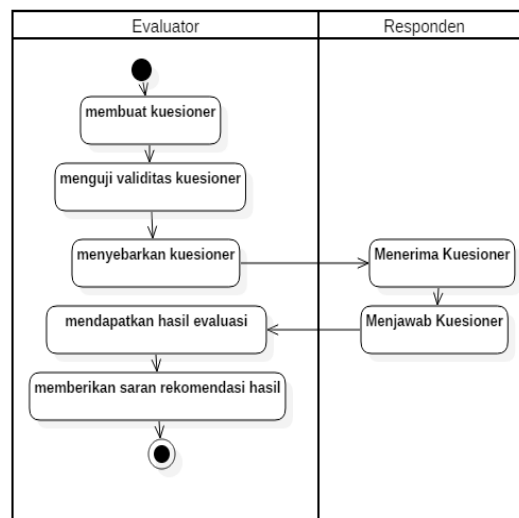 Evaluator
Responden
membuat kuesioner
menguji validitas kuesioner
menyebarkan kuesioner
Menerima Kuesioner
Menjawab Kuesioner
mendapatkan hasil evaluasi
memberikan saran rekomendasi hasil